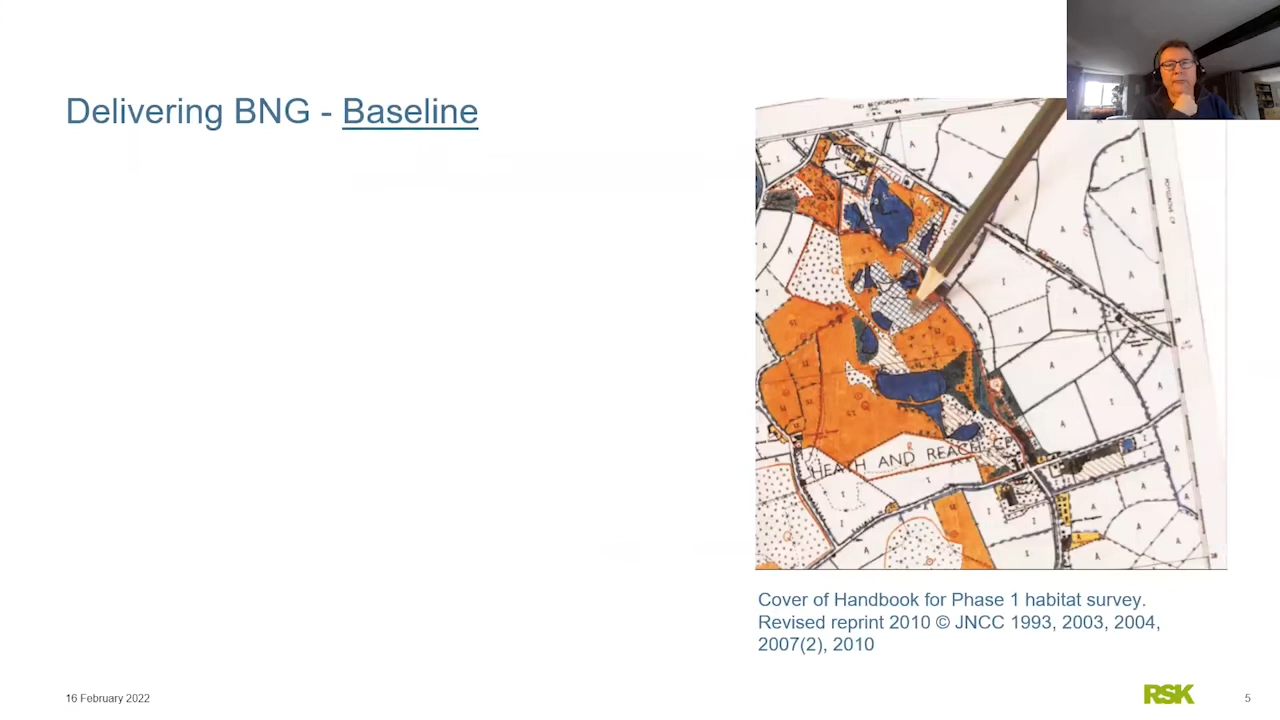 Delivering BNG - Baseline
HEATH AND REACH CP
Cover of Handbook for Phase 1 habitat survey.
Revised reprint 2010 © JNCC 1993, 2003, 2004,
2007(2), 2010
16 February 2022
RSK
5